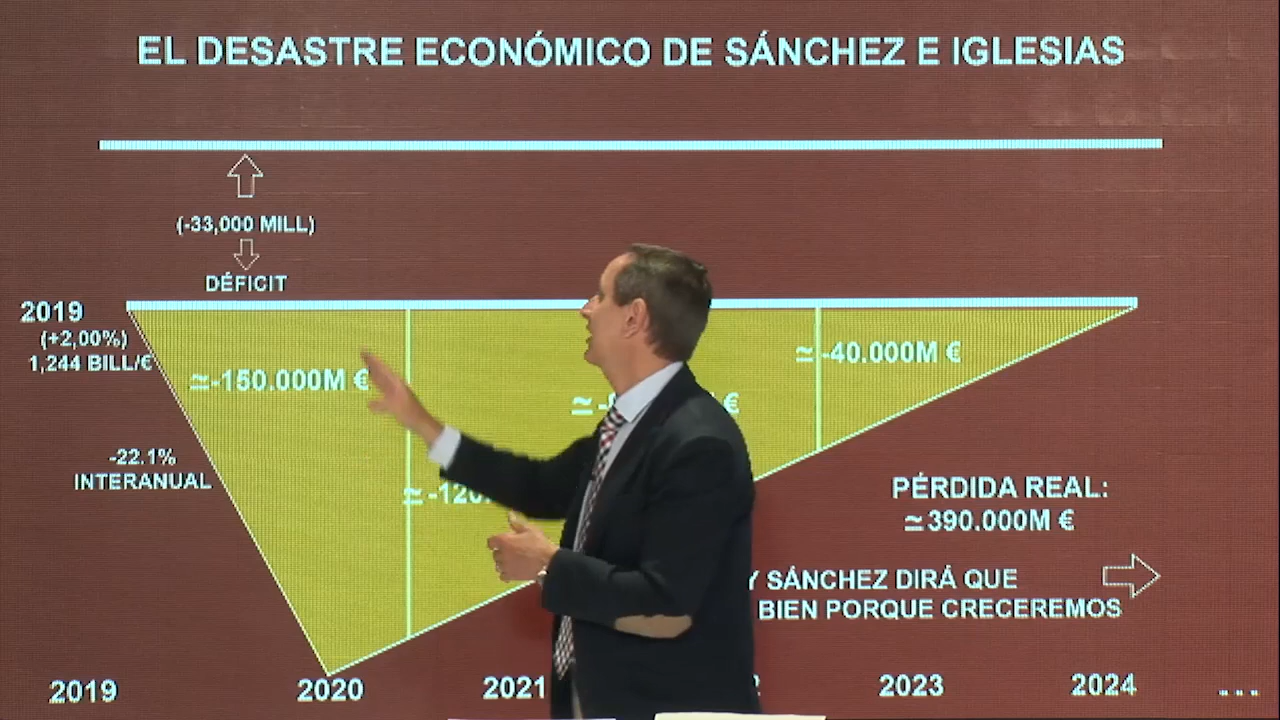 EL DESASTRE ECONÓMICO DE SÁNCHEZ E IGLESIAS
(-33,000 MILL)
DÉFICIT
2019
(+2,00%)
1,244 BILL/€
≃-150.000M €
≃ -40.000M €
≃ €
-22.1%
INTERANUAL
≃ -120.
PÉRDIDA REAL:
≃390.000M €
Y SÁNCHEZ DIRÁ QUE
BIEN PORQUE CRECEREMOS
2019 2020 2021 2023 2024 ...